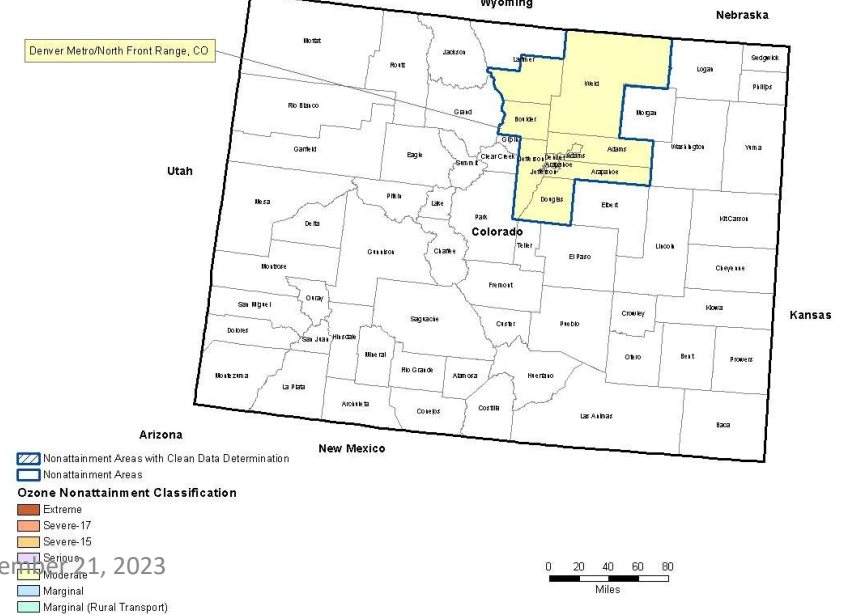 Wyoming
Nebraska
Denver Metro/North Front Range, CO
Moffat
Routt
Jackson
Larimer
Weld
Logan
Sedgwick
Phillips
Rio Blanco
Grand
Boulder
Morgan
Washington
Yuma
Gilpin
Garfield
Eagle
Summit
Clear Creek
Jefferson
Denver
Adams
Adams
Arapahoe
Jefferson
Arapahoe
Utah
Pitkin
Lake
Park
Douglas
Elbert
Kit Carson
Mesa
Delta
Colorado
Lincoln
Gunnison
Chaffee
Teller
El Paso
Cheyenne
Montrose
Fremont
Ouray
San Miguel
Saguache
Custer
Pueblo
Crowley
Kiowa
Kansas
Dolores
San Juan
Hinsdale
Mineral
Otero
Bent
Prowers
Montezuma
La Plata
Rio Grande
Alamosa
Huerfano
Archuleta
Conejos
Costilla
Las Animas
Baca
Arizona
New Mexico
Nonattainment Areas with Clean Data Determination
Nonattainment Areas
Ozone Nonattainment Classification
Extreme
Severe-17
Severe-15
Serious
ember 21, 2023
Moderate
Marginal
Marginal (Rural Transport)
0 20 40 60 80
Miles